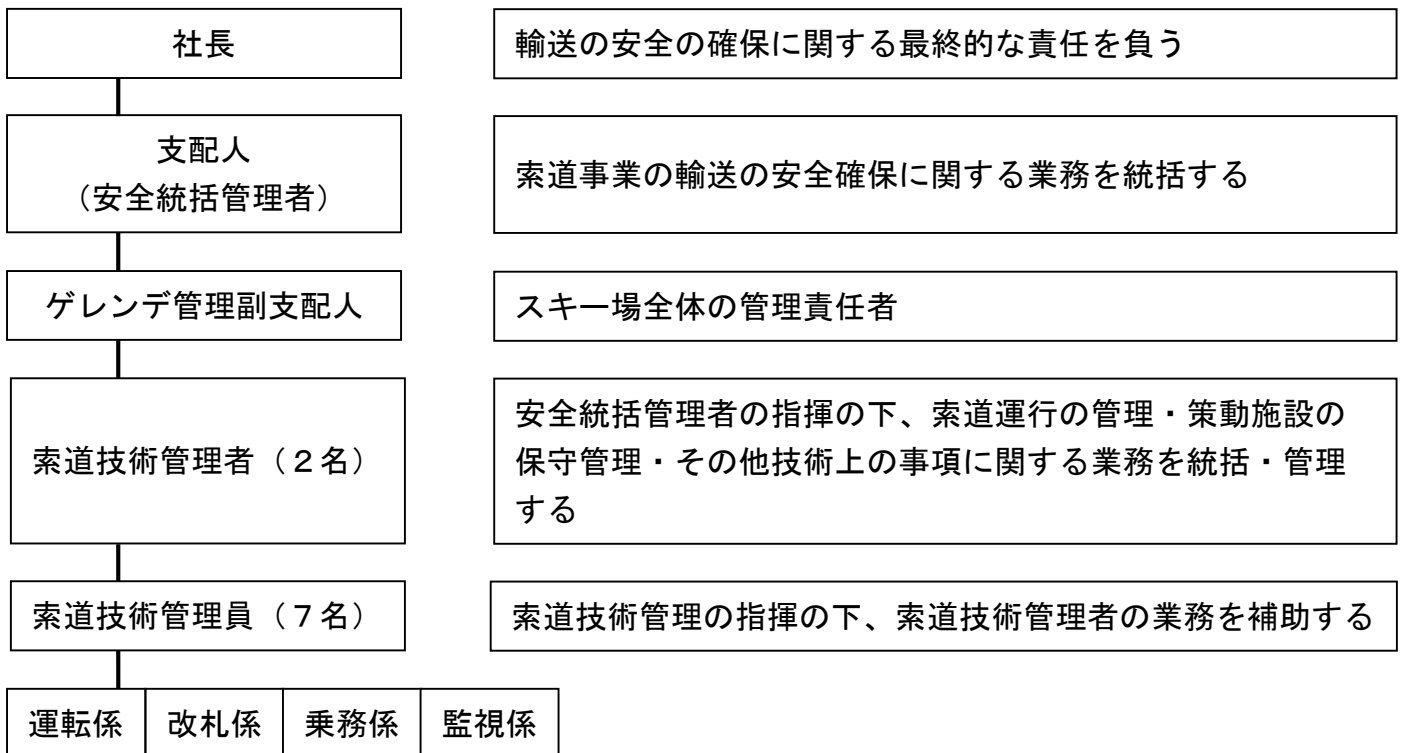 社長
輸送の安全の確保に関する最終的な責任を負う
支配人
（安全統括管理者）
索道事業の輸送の安全確保に関する業務を統括する
ゲレンデ管理副支配人
スキー場全体の管理責任者
索道技術管理者（２名）
安全統括管理者の指揮の下、索道運行の管理・策動施設の
保守管理・その他技術上の事項に関する業務を統括・管理
する
索道技術管理員（７名）
索道技術管理の指揮の下、索道技術管理者の業務を補助する
運転係
改札係
乗務係
監視係